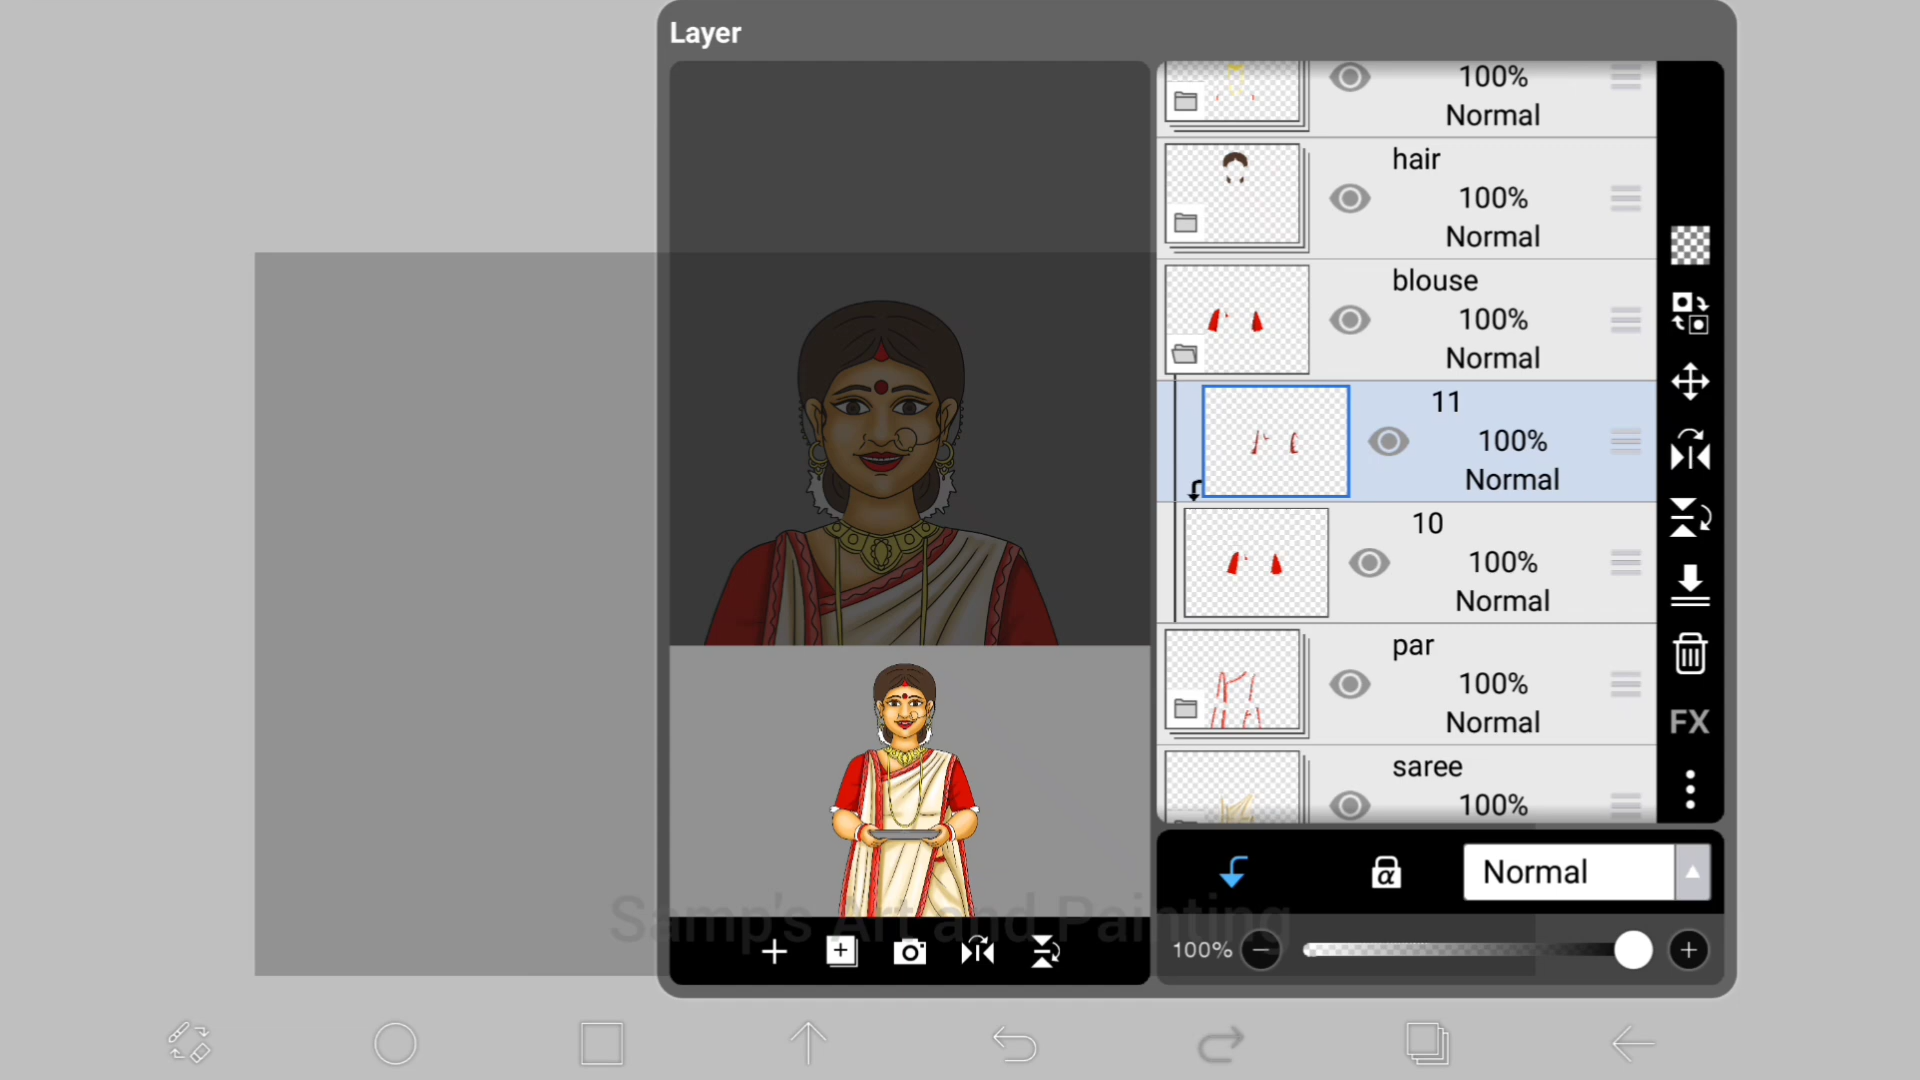 Layer
100%
Normal
hair
100%
Normal
blouse
100%
Normal
11
100%
Normal
10
100%
Normal
par
100%
Normal
saree
100%
FX
α
Normal
100%
Samp's Art and Painting